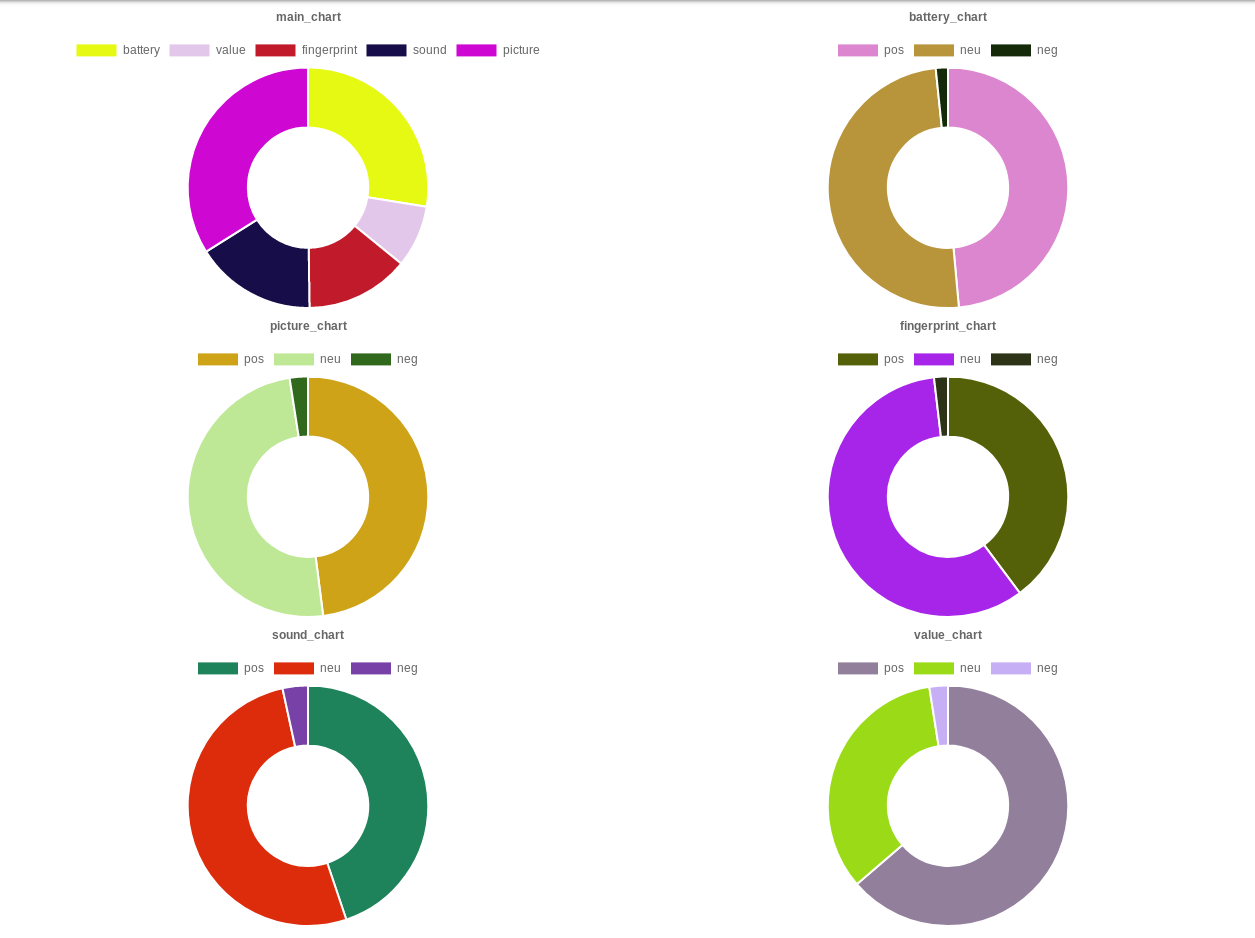 main_chart
battery value fingerprint sound picture
battery_chart
pos neu neg
picture_chart
pos neu neg
fingerprint_chart
pos neu neg
sound_chart
pos neu neg
value_chart
pos neu neg